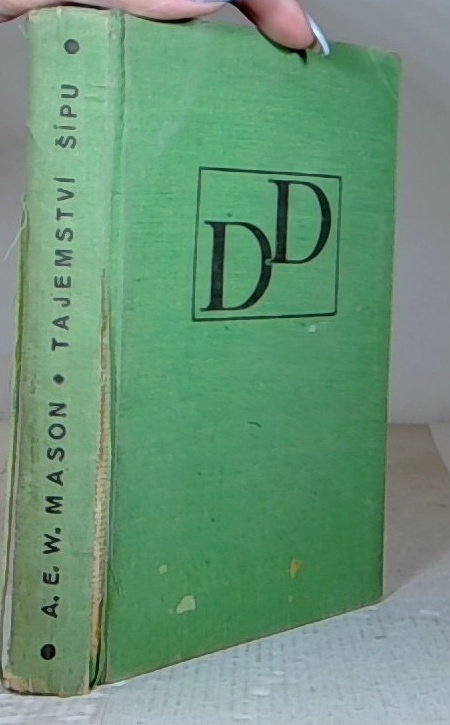 ● A. E. W. MASON • TAJEMSTVÍ ŠÍPU ●
DD